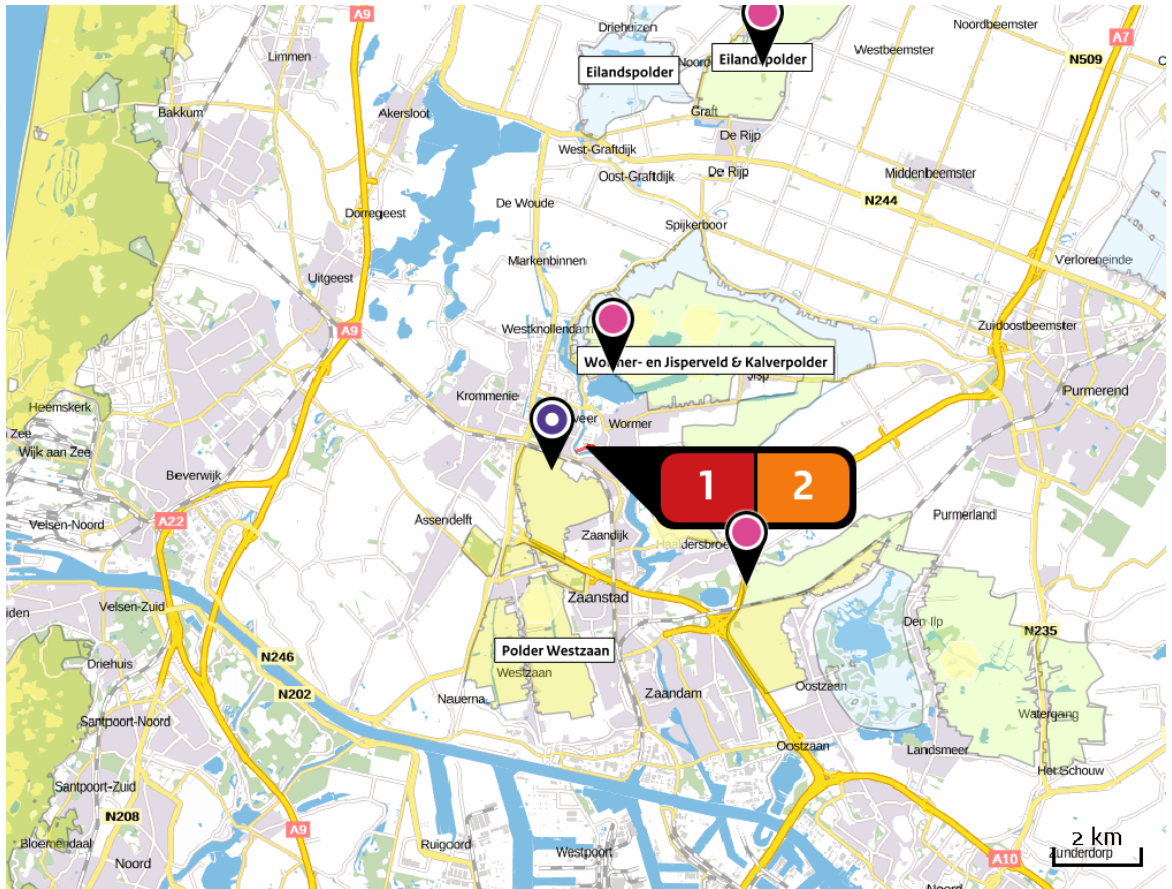 A9
Driehuizen
Noordbeemster
A7
Limmen
Westbeemster
N509
Eilandspolder
Eilandspolder
Bakkum
Akersloot
Graft
De Rijp
West-Graftdijk
Oost-Graftdijk
De Rijp
Middenbeemster
De Woude
N244
Dorregeest
Spijkerboor
Markenbinnen
Verloreneinde
Uitgeest
A9
Westknollendam
Zuidoostbeemster
Wormer- en Jisperveld & Kalverpolder
Jisp
Purmerend
Krommenie
Heemskerk
Wormer
Zee
Wijk aan Zee
Beverwijk
1
2
Purmerland
A22
Velsen-Noord
Assendelft
Zaandijk
Zaanstad
Velsen-Zuid
Den Ilp
N235
Driehuis
N246
Polder Westzaan
Westzaan
N202
Nauerna
Zaandam
Oostzaan
Santpoort-Noord
Watergang
Oostzaan
Landsmeer
Het Schouw
Santpoort-Zuid
N208
A9
2 km
Bloemendaal
Ruigoord
Westpoort
A10
Zunderdorp
Noord